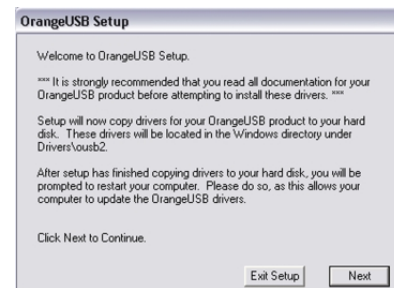 OrangeUSB Setup
Welcome to OrangeUSB Setup.
*** It is strongly recommended that you read all documentation for your
OrangeUSB product before attempting to install these drivers. ***
Setup will now copy drivers for your OrangeUSB product to your hard
disk.  These drivers will be located in the Windows directory under
Drivers\ousb2.
After setup has finished copying drivers to your hard disk, you will be
prompted to restart your computer.  Please do so, as this allows your
computer to update the OrangeUSB drivers.
Click Next to Continue.
Exit Setup
Next